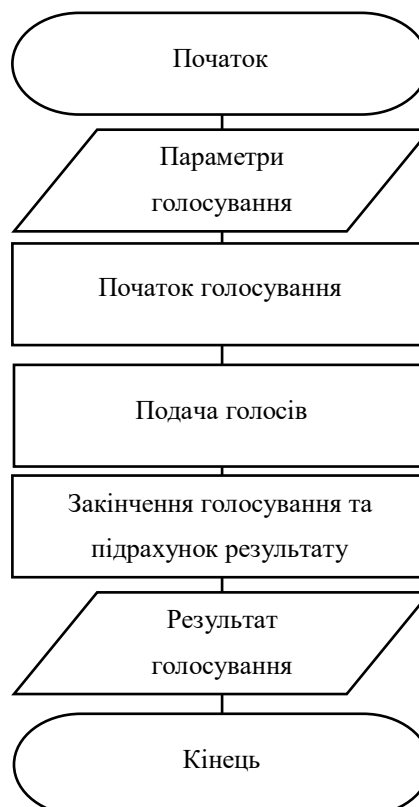 Початок
Параметри
голосування
Початок голосування
Подача голосів
Закінчення голосування та
підрахунок результату
Результат
голосування
Кінець